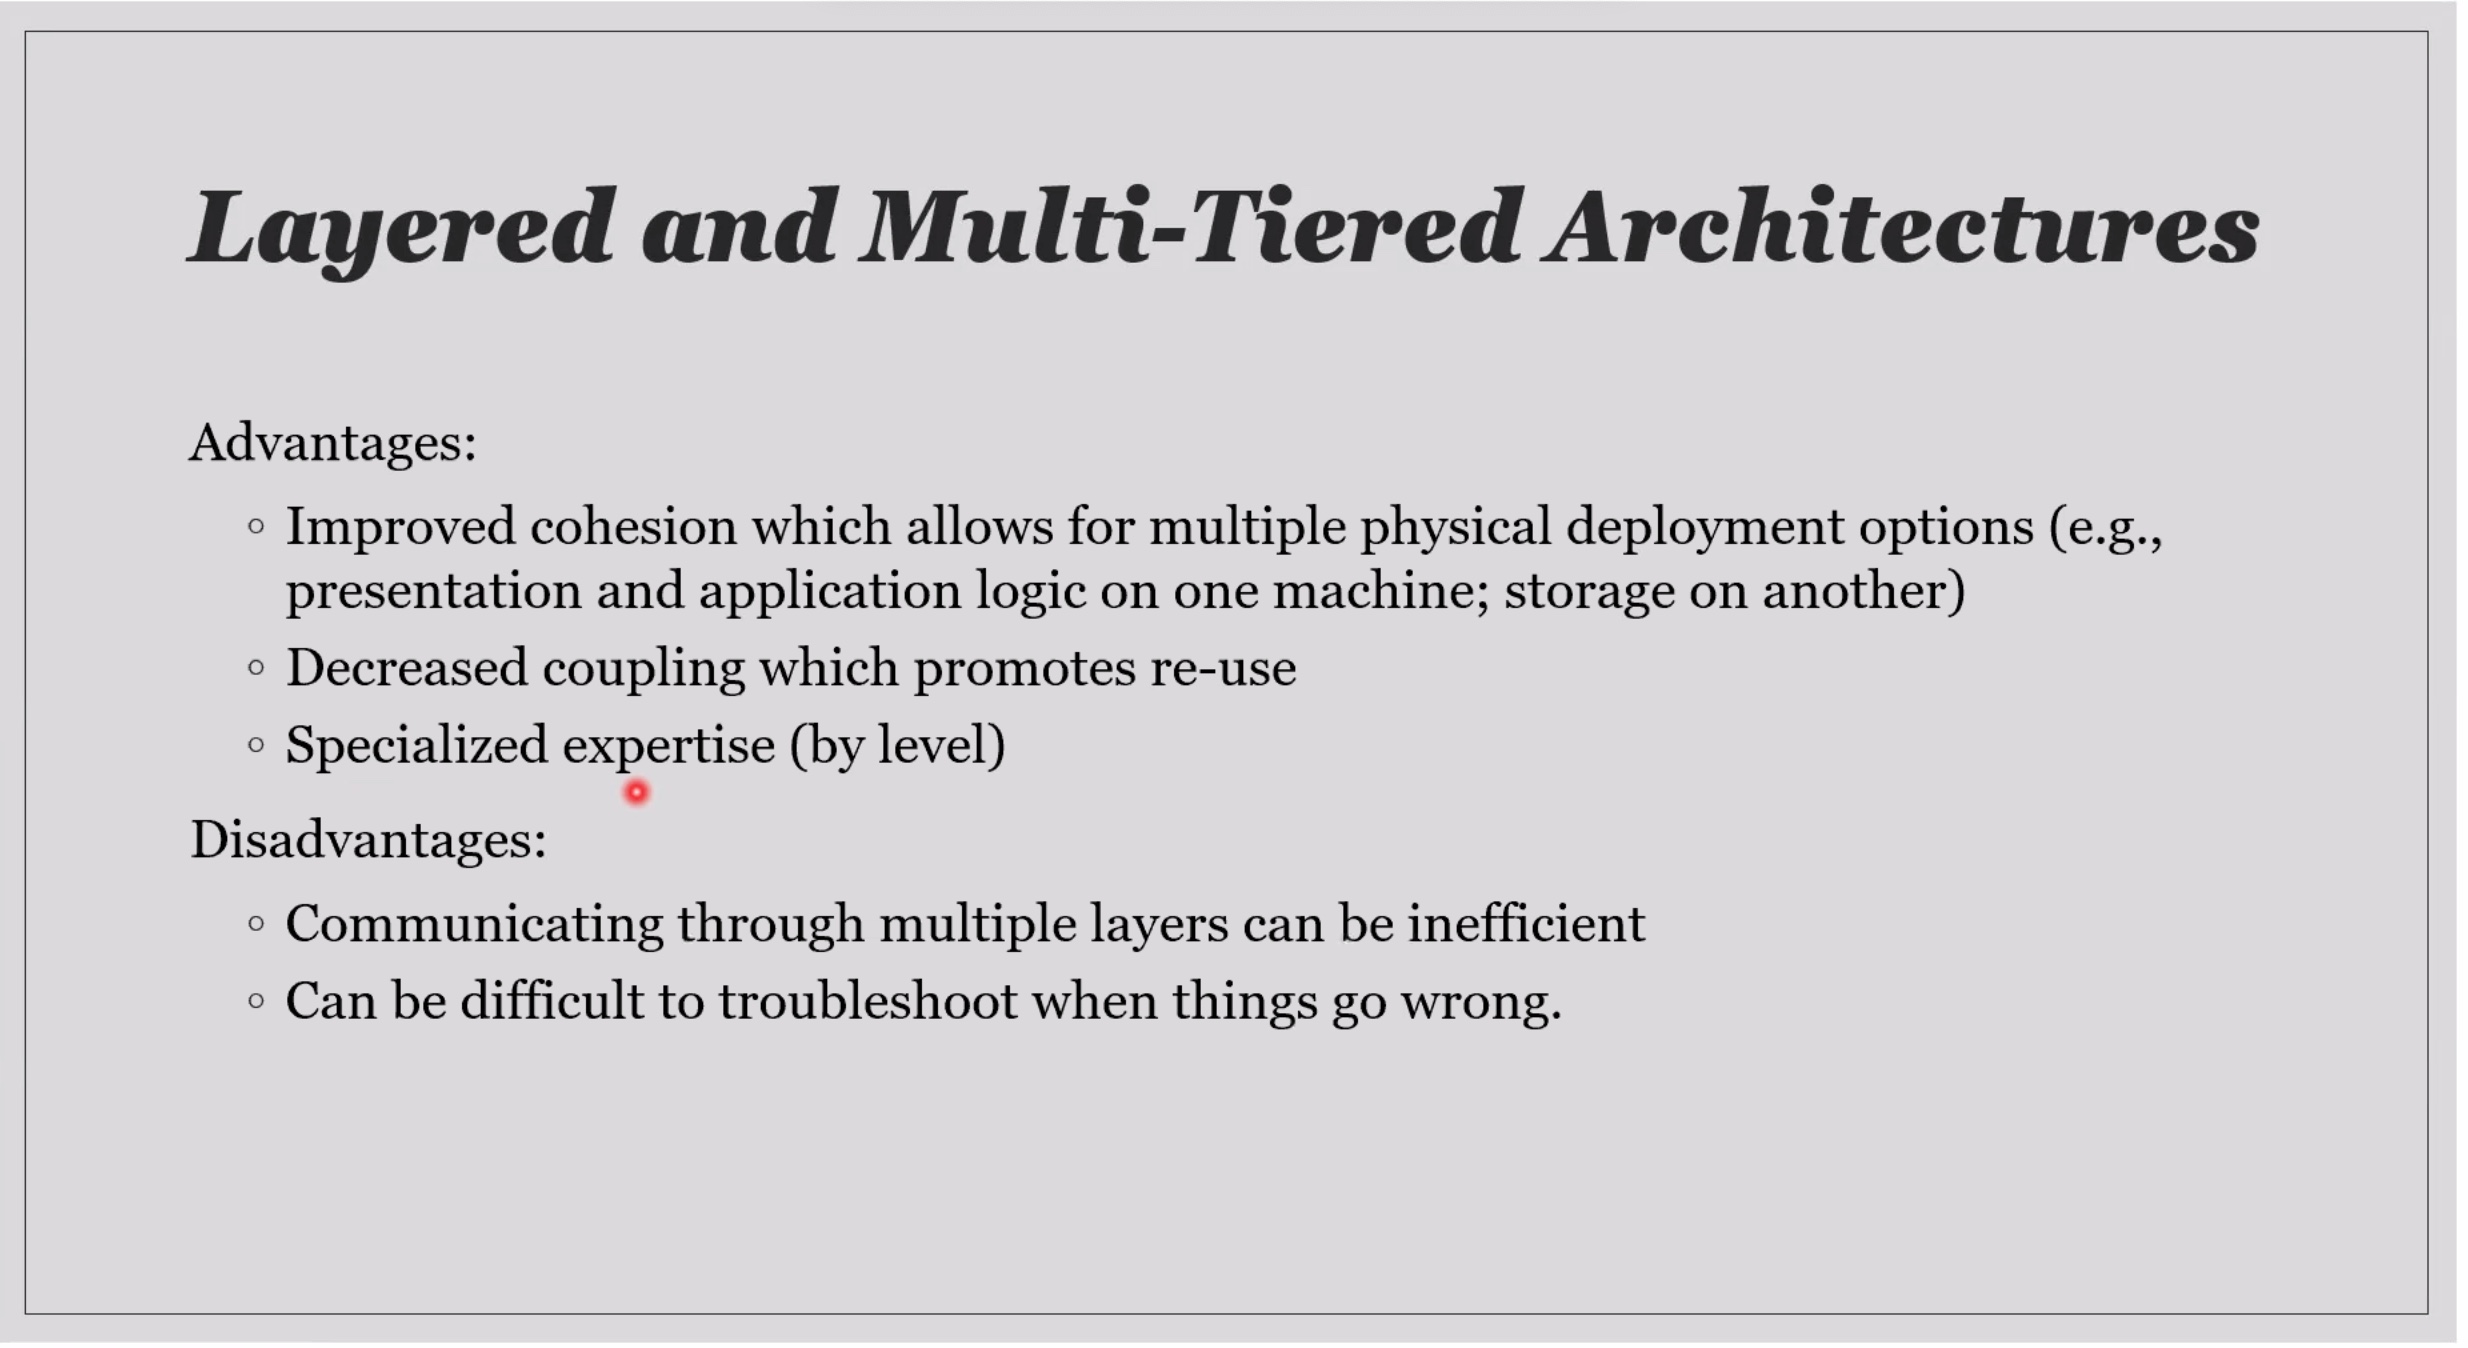 Layered and Multi-Tiered Architectures
Advantages:
◦ Improved cohesion which allows for multiple physical deployment options (e.g.,
presentation and application logic on one machine; storage on another)
◦ Decreased coupling which promotes re-use
◦ Specialized expertise (by level)
Disadvantages:
◦ Communicating through multiple layers can be inefficient
◦ Can be difficult to troubleshoot when things go wrong.